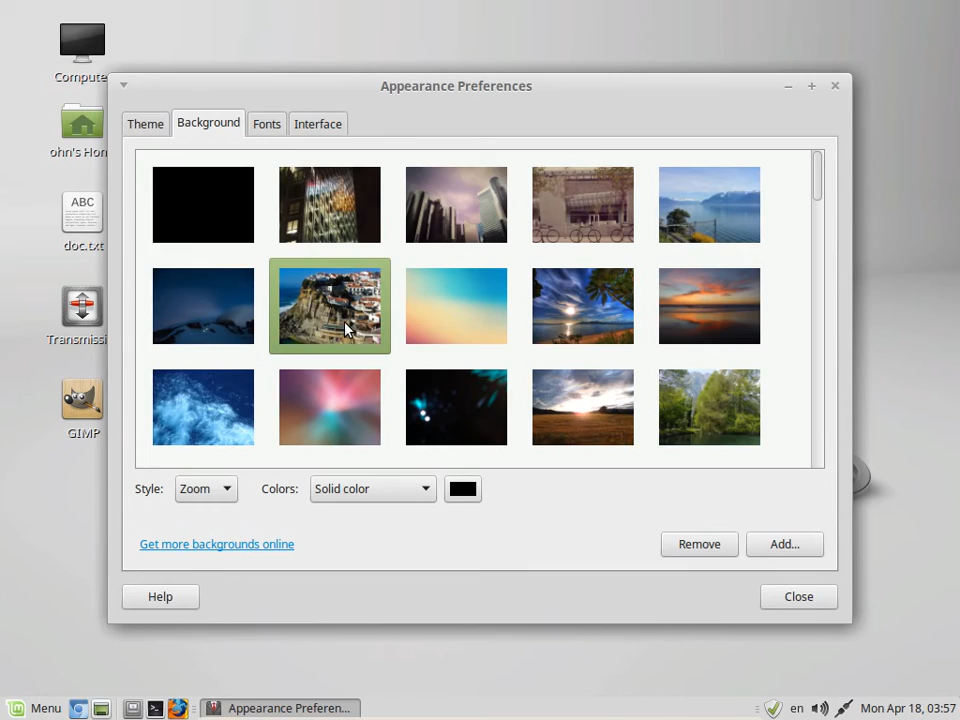 Compute
ohn's Hom
ABC
doc.txt
Transmissi
GIMP
Appearance Preferences
Theme
Background
Fonts
Interface
Style:
Zoom
Colors:
Solid color
Get more backgrounds online
Remove
Add...
Help
Close
Menu
Appearance Preferen...
en
Mon Apr 18, 03:57